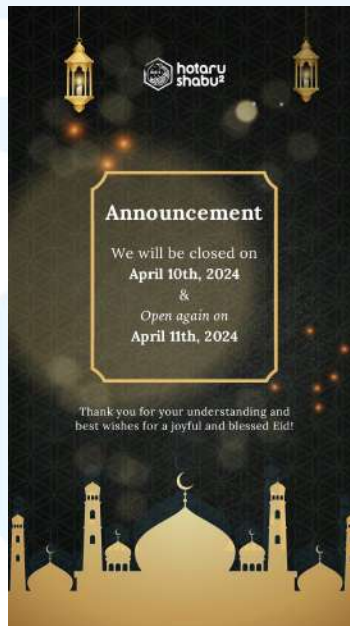 hotaru
shabu²
Announcement
We will be closed on
April 10th, 2024
&
Open again on
April 11th, 2024
Thank you for your understanding and
best wishes for a joyful and blessed Eid!